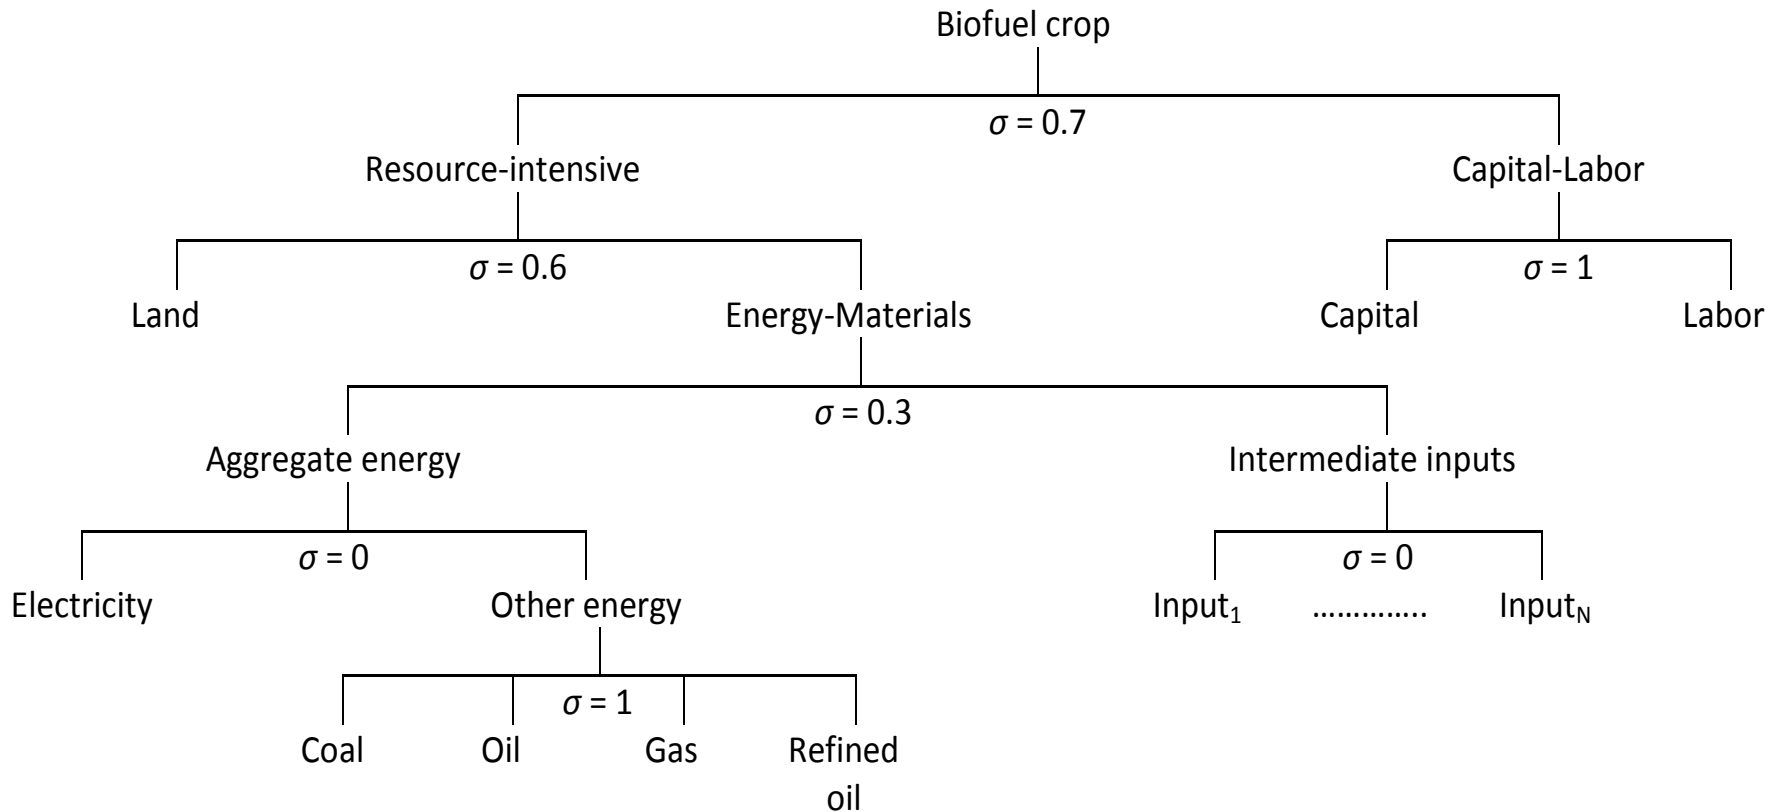 Biofuel crop
σ = 0.7
Resource-intensive
Capital-Labor
σ = 0.6
σ = 1
Land
Energy-Materials
Capital
Labor
σ = 0.3
Aggregate energy
Intermediate inputs
σ = 0
σ = 0
Electricity
Other energy
Input₁
…………..
Input_N
σ = 1
Coal
Oil
Gas
Refined
oil